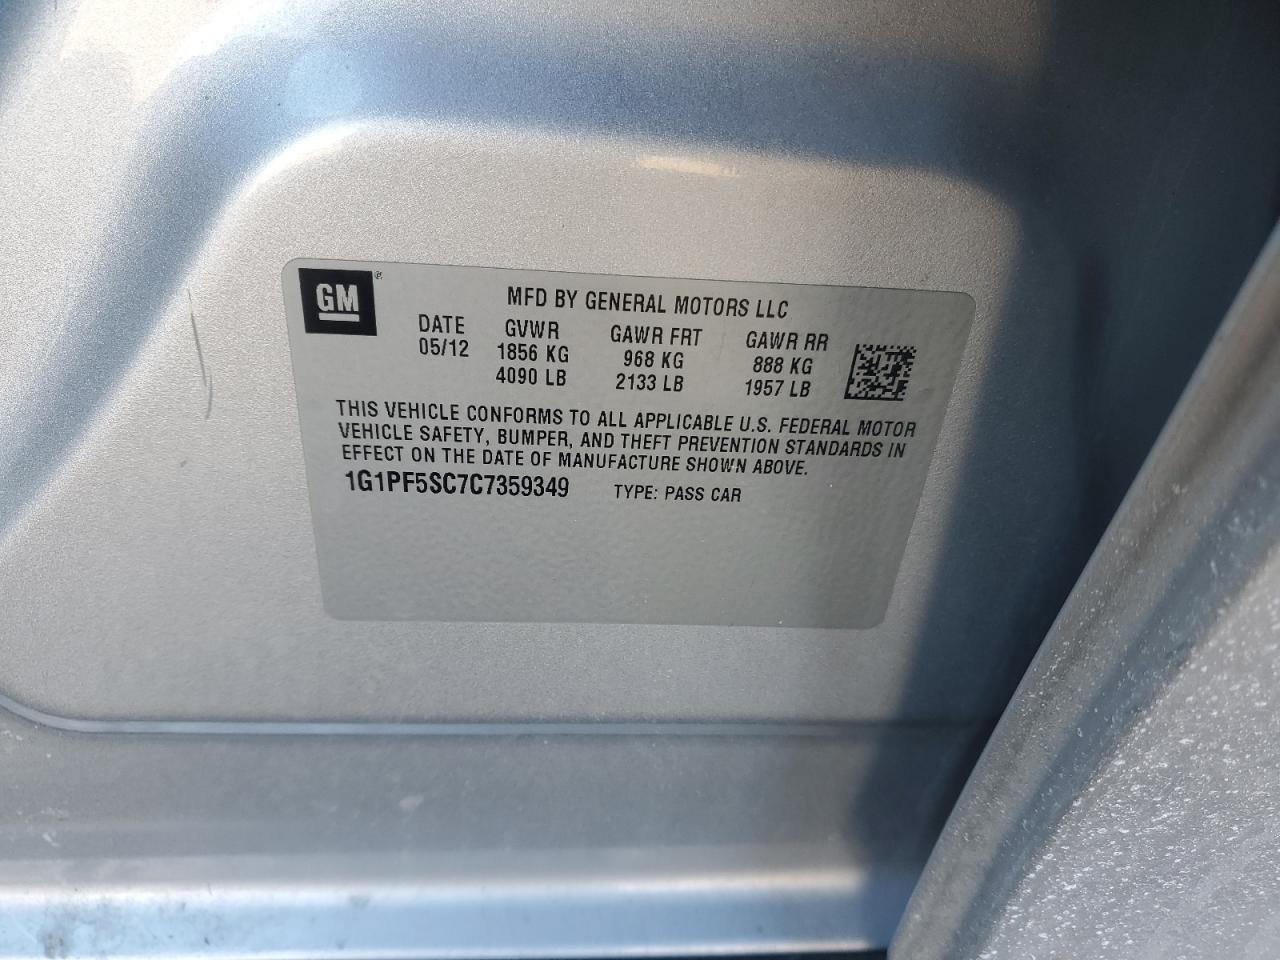 GM®
MFD BY GENERAL MOTORS LLC
DATE GVWR GAWR FRT GAWR RR
05/12 1856 KG 968 KG 888 KG
4090 LB 2133 LB 1957 LB
THIS VEHICLE CONFORMS TO ALL APPLICABLE U.S. FEDERAL MOTOR
VEHICLE SAFETY, BUMPER, AND THEFT PREVENTION STANDARDS IN
EFFECT ON THE DATE OF MANUFACTURE SHOWN ABOVE.
1G1PF5SC7C7359349 TYPE: PASS CAR